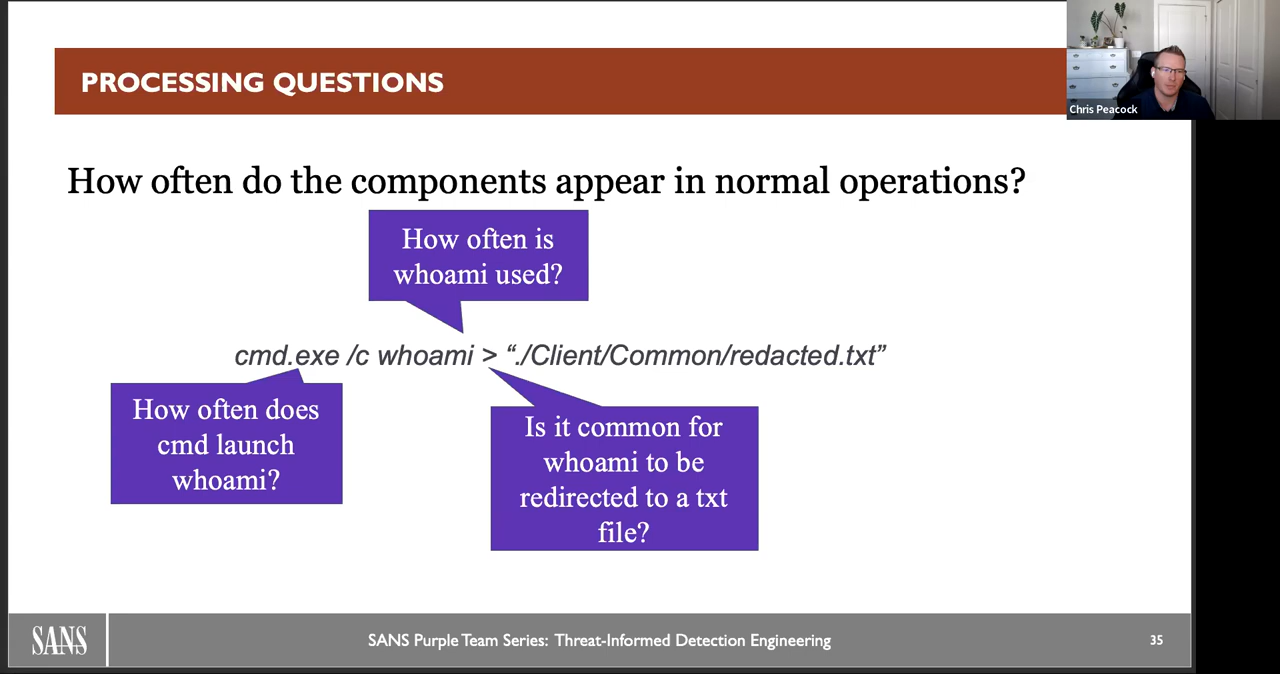 PROCESSING QUESTIONS
Chris Peacock
How often do the components appear in normal operations?
How often is
whoami used?
cmd.exe /c whoami > “./Client/Common/redacted.txt”
How often does
cmd launch
whoami?
Is it common for
whoami to be
redirected to a txt
file?
SANS
SANS Purple Team Series: Threat-Informed Detection Engineering
35